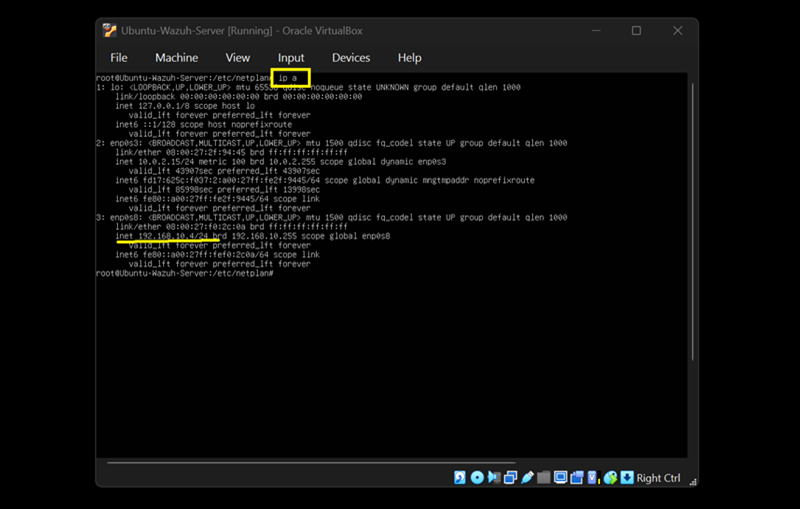 Ubuntu-Wazuh-Server [Running] - Oracle VirtualBox
File Machine View Input Devices Help
root@Ubuntu-Wazuh-Server:/etc/netplan# ip a
1: lo: <LOOPBACK,UP,LOWER_UP> mtu 65536 qdisc noqueue state UNKNOWN group default qlen 1000
link/loopback 00:00:00:00:00:00 brd 00:00:00:00:00:00
inet 127.0.0.1/8 scope host lo
valid_lft forever preferred_lft forever
inet6 ::1/128 scope host noprefixroute
valid_lft forever preferred_lft forever
2: enp0s3: <BROADCAST,MULTICAST,UP,LOWER_UP> mtu 1500 qdisc fq_codel state UP group default qlen 1000
link/ether 08:00:27:2f:94:45 brd ff:ff:ff:ff:ff:ff
inet 10.0.2.15/24 metric 100 brd 10.0.2.255 scope global dynamic enp0s3
valid_lft 43907sec preferred_lft 43907sec
inet6 fd17:625c:f037:2:a00:27ff:fe2f:9445/64 scope global dynamic mngtmpaddr noprefixroute
valid_lft 85998sec preferred_lft 13998sec
inet6 fe80::a00:27ff:fe2f:9445/64 scope link
valid_lft forever preferred_lft forever
3: enp0s8: <BROADCAST,MULTICAST,UP,LOWER_UP> mtu 1500 qdisc fq_codel state UP group default qlen 1000
link/ether 08:00:27:f0:2c:0a brd ff:ff:ff:ff:ff:ff
inet 192.168.10.4/24 brd 192.168.10.255 scope global enp0s8
valid_lft forever preferred_lft forever
inet6 fe80::a00:27ff:fef0:2c0a/64 scope link
valid_lft forever preferred_lft forever
root@Ubuntu-Wazuh-Server:/etc/netplan#
Right Ctrl